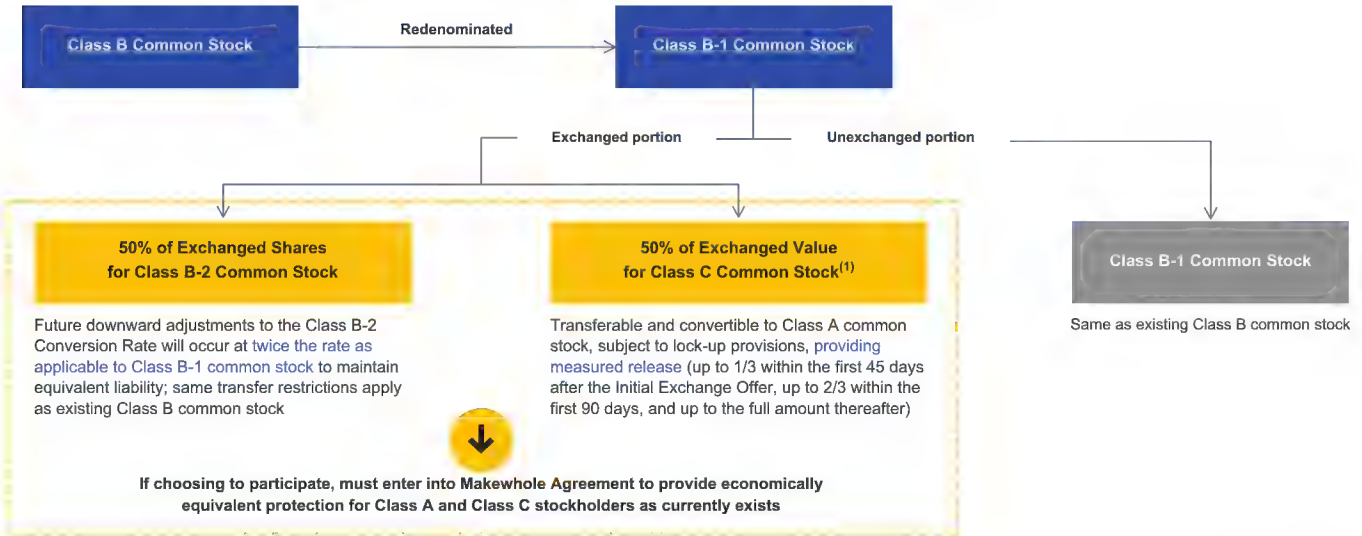 Class B Common Stock
Redenominated
Class B-1 Common Stock
Exchanged portion
Unexchanged portion
50% of Exchanged Shares
for Class B-2 Common Stock
50% of Exchanged Value
for Class C Common Stock(1)
Class B-1 Common Stock
Future downward adjustments to the Class B-2
Conversion Rate will occur at twice the rate as
applicable to Class B-1 common stock to maintain
equivalent liability; same transfer restrictions apply
as existing Class B common stock
Transferable and convertible to Class A common
stock, subject to lock-up provisions, providing
measured release (up to 1/3 within the first 45 days
after the Initial Exchange Offer, up to 2/3 within the
first 90 days, and up to the full amount thereafter)
Same as existing Class B common stock
If choosing to participate, must enter into Makewhole Agreement to provide economically
equivalent protection for Class A and Class C stockholders as currently exists